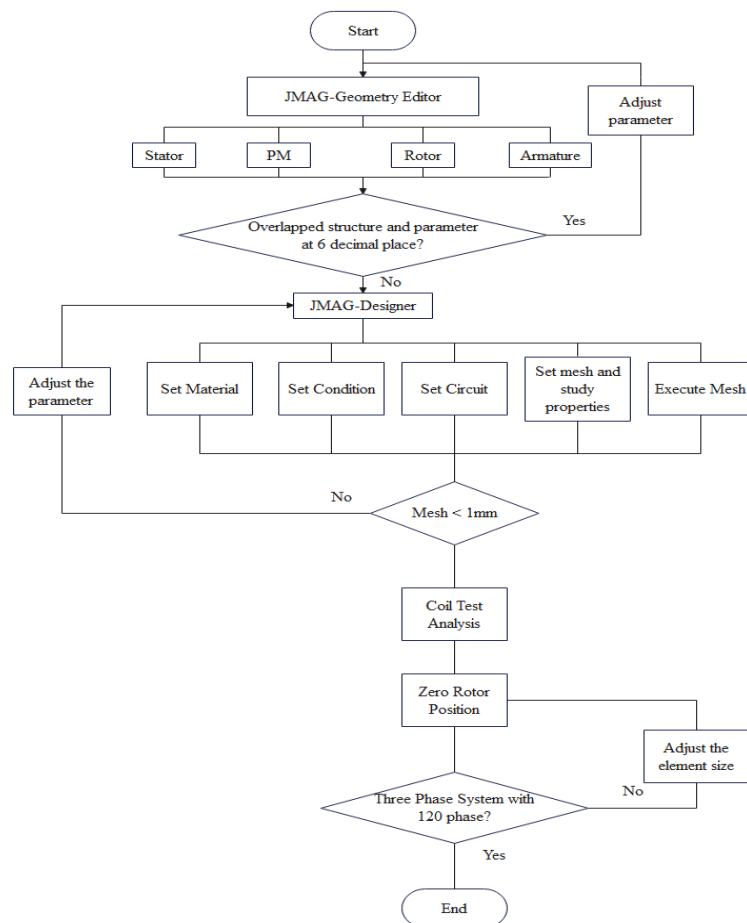 Start
JMAG-Geometry Editor
Adjust
parameter
Stator
PM
Rotor
Armature
Overlapped structure and parameter
at 6 decimal place?
Yes
No
JMAG-Designer
Adjust the
parameter
Set Material
Set Condition
Set Circuit
Set mesh and
study
properties
Execute Mesh
No
Mesh < 1mm
Coil Test
Analysis
Zero Rotor
Position
Adjust the
element size
Three Phase System with
120 phase?
No
Yes
End